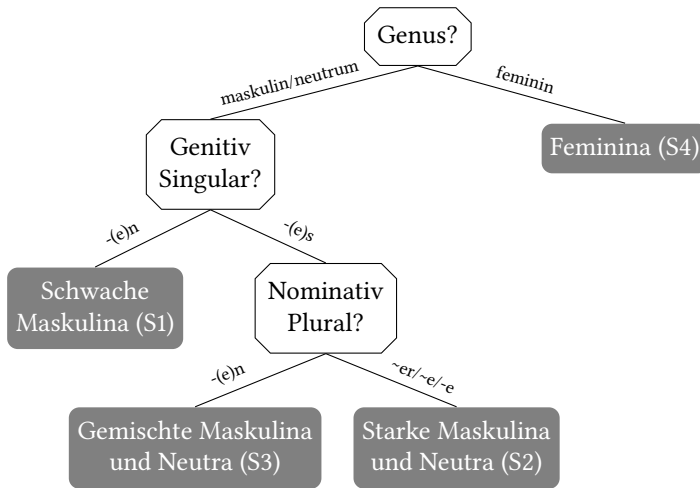 Genus?
maskulin/neutrum
feminin
Genitiv
Singular?
Feminina (S4)
-(e)n
-(e)s
Schwache
Maskulina (S1)
Nominativ
Plural?
-(e)n
~er/~e/-e
Gemischte Maskulina
und Neutra (S3)
Starke Maskulina
und Neutra (S2)